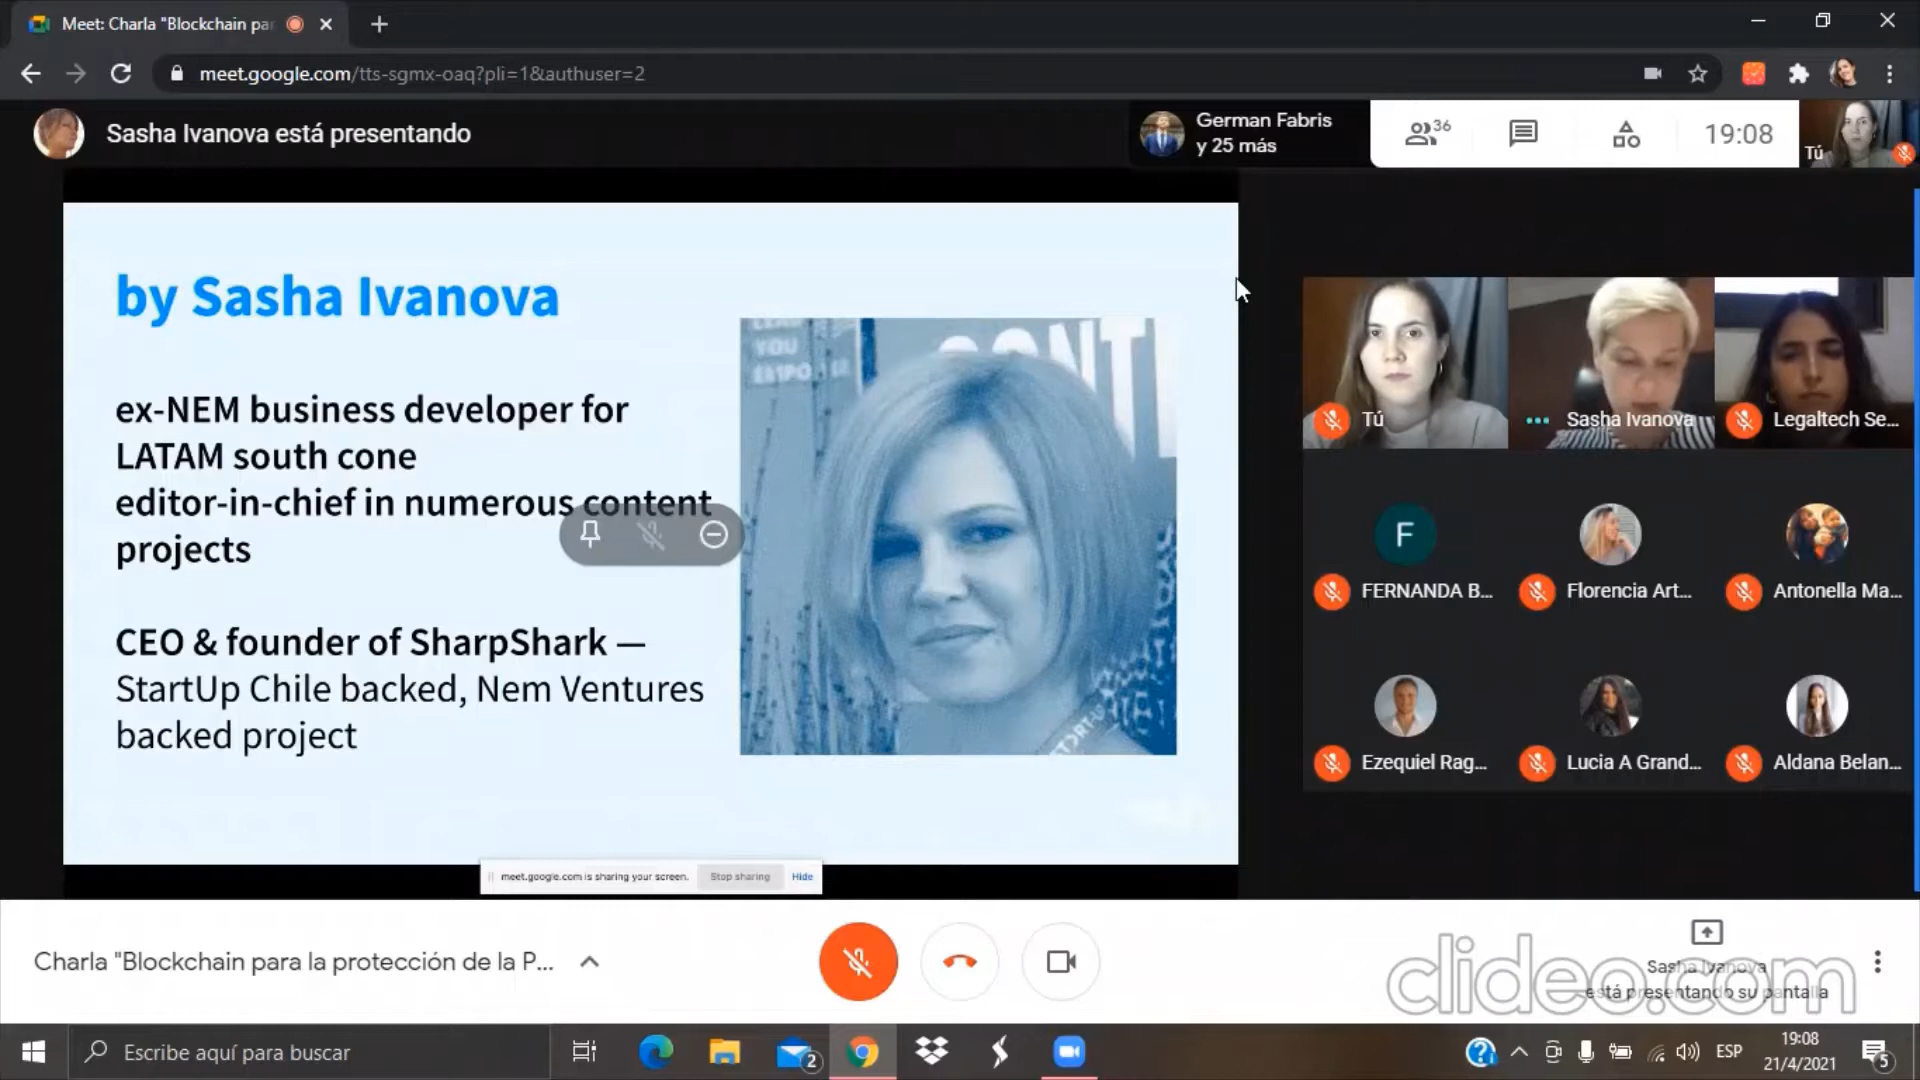 Meet: Charla "Blockchain pa
meet.google.com/tts-sgmx-oaq?pli=1&authuser=2
Sasha Ivanova está presentando
German Fabris
y 25 más
36
19:08
Tú
by Sasha Ivanova
ex-NEM business developer for
LATAM south cone
editor-in-chief in numerous content
projects
CEO & founder of SharpShark —
StartUp Chile backed, Nem Ventures
backed project
YOU
CONT
Tú
Sasha Ivanova
Legaltech Se...
F
FERNANDA B...
Florencia Art...
Antonella Ma...
Ezequiel Rag...
Lucia A Grand...
Aldana Belan...
meet.google.com is sharing your screen.
Stop sharing
Hide
Charla "Blockchain para la protección de la P...
Sasha Ivanova
está presentando su pantalla
clideo.com
Escribe aquí para buscar
2
ESP
19:08
21/4/2021
5